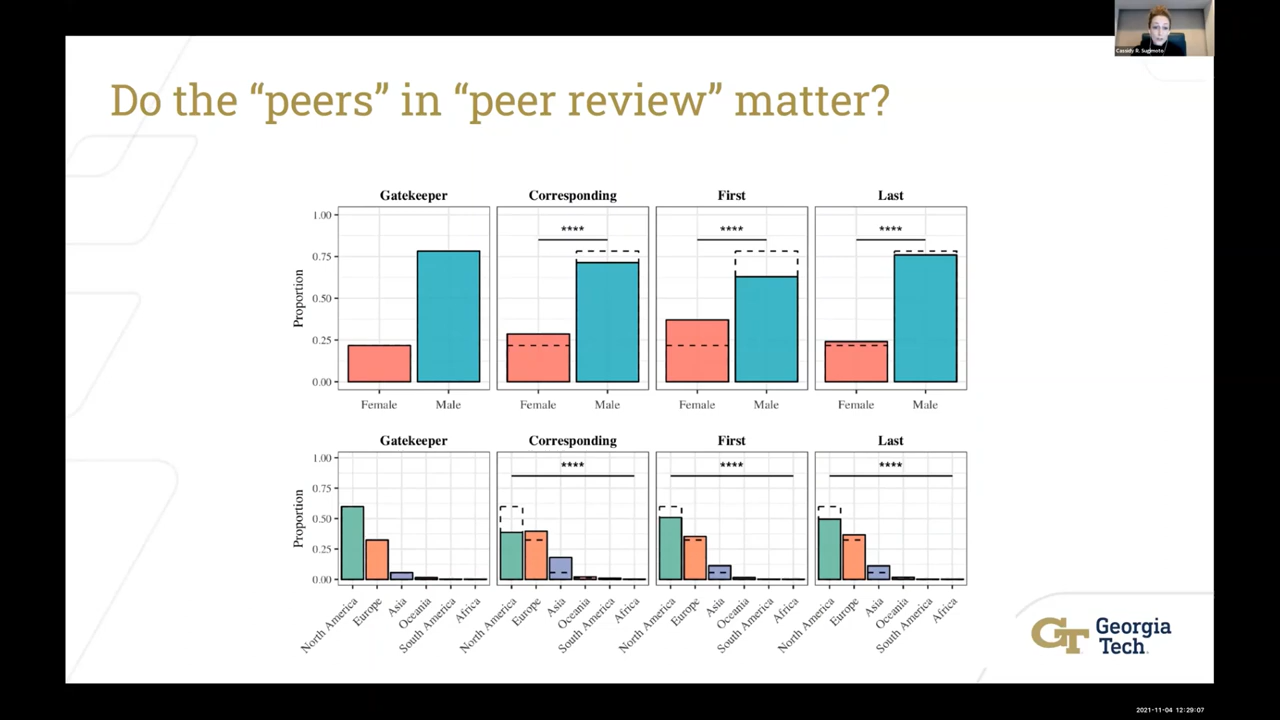 Cassidy R. Sugimoto
Do the “peers” in “peer review” matter?
Gatekeeper Corresponding First Last
**** **** ****
Proportion
1.00
0.75
0.50
0.25
0.00
Female Male Female Male Female Male Female Male
Gatekeeper Corresponding First Last
**** **** ****
Proportion
1.00
0.75
0.50
0.25
0.00
North America Europe Asia Oceania South America Africa North America Europe Asia Oceania South America Africa North America Europe Asia Oceania South America Africa North America Europe Asia Oceania South America Africa
GT Georgia
Tech
2021-11-04 12:29:07